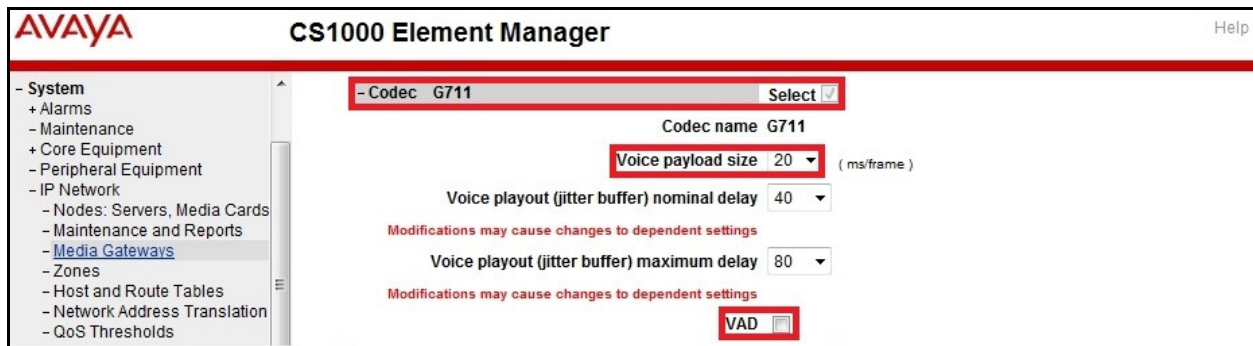 AVAYA
CS1000 Element Manager
Help
- System
+ Alarms
- Maintenance
+ Core Equipment
- Peripheral Equipment
- IP Network
- Nodes: Servers, Media Cards
- Maintenance and Reports
- Media Gateways
- Zones
- Host and Route Tables
- Network Address Translation
- QoS Thresholds
- Codec G711 Select
Codec name G711
Voice payload size 20 ( ms/frame )
Voice playout (jitter buffer) nominal delay 40
Modifications may cause changes to dependent settings
Voice playout (jitter buffer) maximum delay 80
Modifications may cause changes to dependent settings
VAD